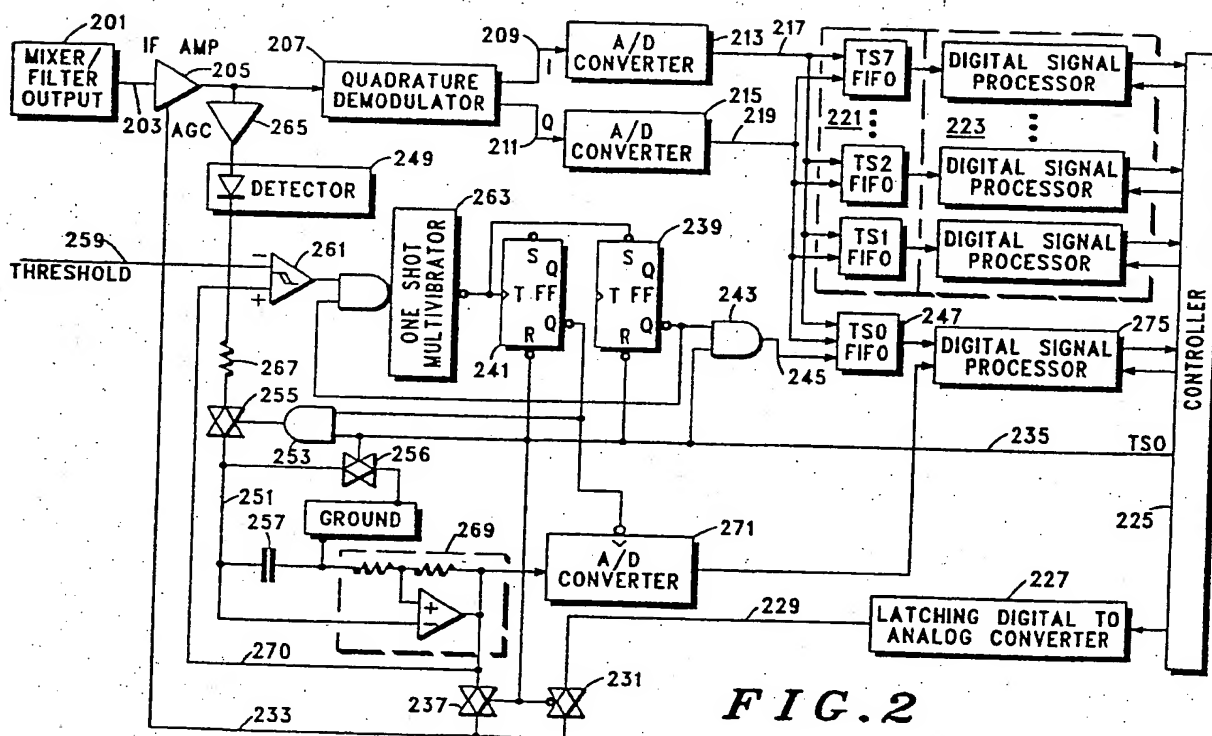 201
MIXER/
FILTER
OUTPUT
203
IF AMP
205
AGC
265
207
QUADRATURE
DEMODULATOR
209
I
A/D
CONVERTER
213
217
Q
211
A/D
CONVERTER
215
219
TS7
FIFO
221
TS2
FIFO
TS1
FIFO
TS0
FIFO
247
DIGITAL SIGNAL
PROCESSOR
223
DIGITAL SIGNAL
PROCESSOR
DIGITAL SIGNAL
PROCESSOR
275
DIGITAL SIGNAL
PROCESSOR
CONTROLLER
249
DETECTOR
259
THRESHOLD
-
+
261
263
ONE SHOT
MULTIVIBRATOR
S
Q
T FF
Q
R
241
239
S
Q
T FF
Q
R
243
245
267
255
253
256
235
TSO
225
251
257
GROUND
269
+
-
271
A/D
CONVERTER
227
LATCHING DIGITAL TO
ANALOG CONVERTER
229
270
233
237
231
FIG.2